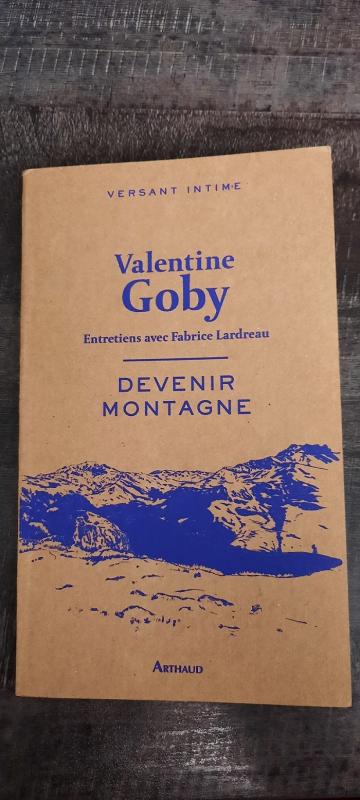 VERSANT INTIME
Valentine
Goby
Entretiens avec Fabrice Lardreau
DEVENIR
MONTAGNE
ARTHAUD